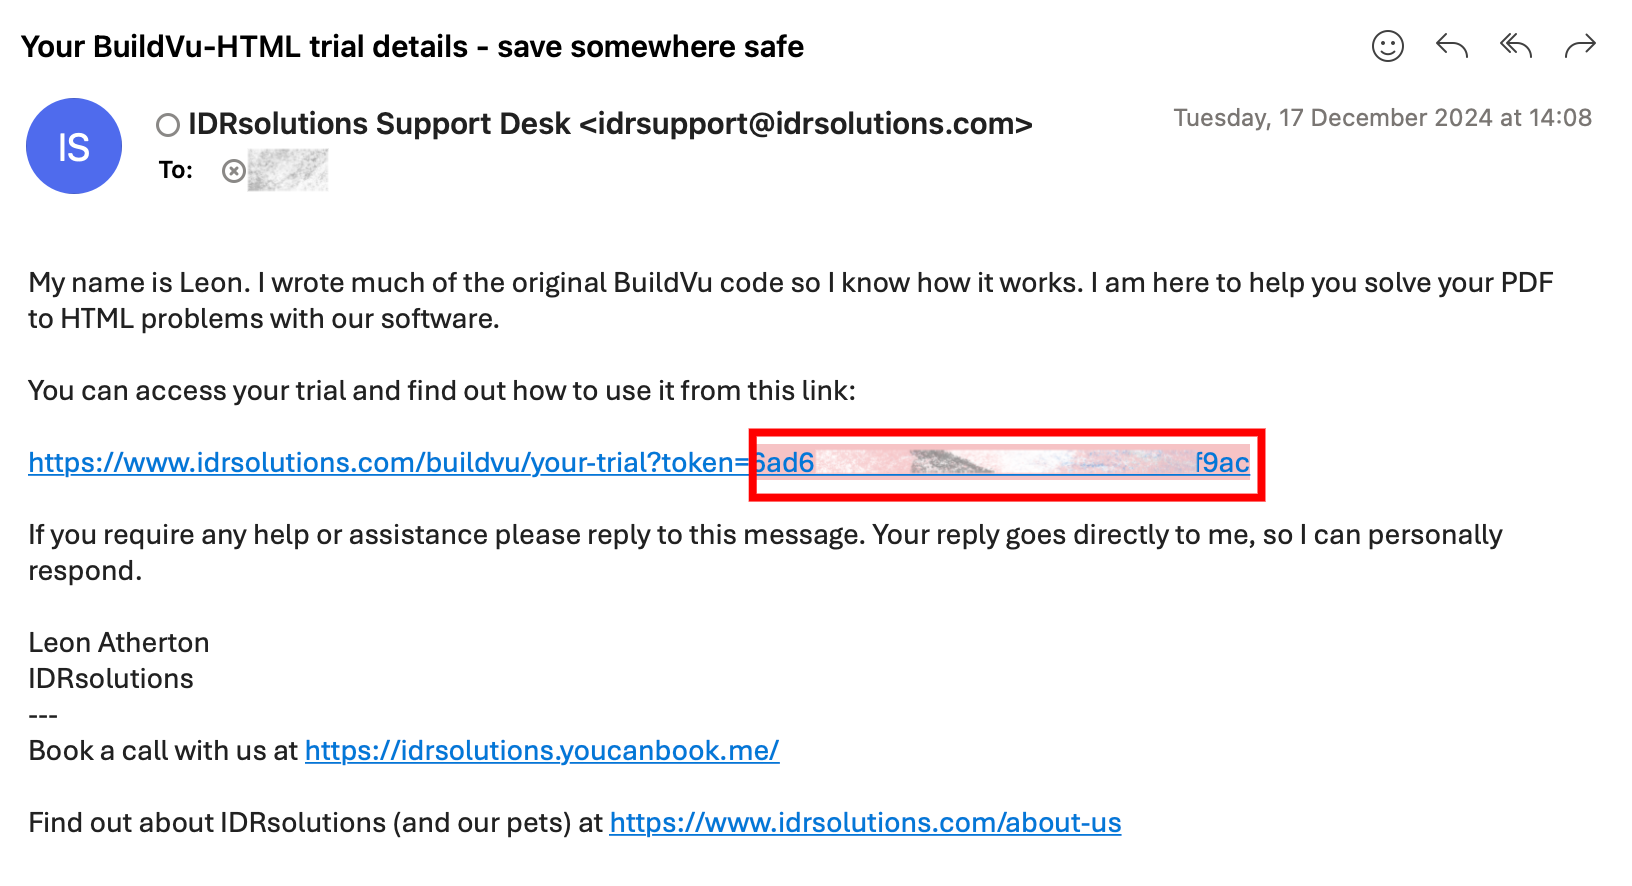 Your BuildVu-HTML trial details - save somewhere safe
IS
IDRsolutions Support Desk <idrsupport@idrsolutions.com>
Tuesday, 17 December 2024 at 14:08
To:
My name is Leon. I wrote much of the original BuildVu code so I know how it works. I am here to help you solve your PDF
to HTML problems with our software.
You can access your trial and find out how to use it from this link:
https://www.idrsolutions.com/buildvu/your-trial?token=6ad6 f9ac
If you require any help or assistance please reply to this message. Your reply goes directly to me, so I can personally
respond.
Leon Atherton
IDRsolutions
---
Book a call with us at https://idrsolutions.youcanbook.me/
Find out about IDRsolutions (and our pets) at https://www.idrsolutions.com/about-us